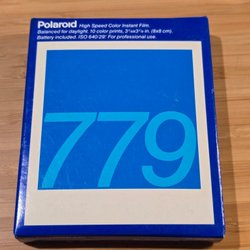 Polaroid High Speed Color Instant Film.
Balanced for daylight. 10 color prints, 3¼x3⅜ in. (8x8 cm).
Battery included. ISO 640/29° For professional use.
779